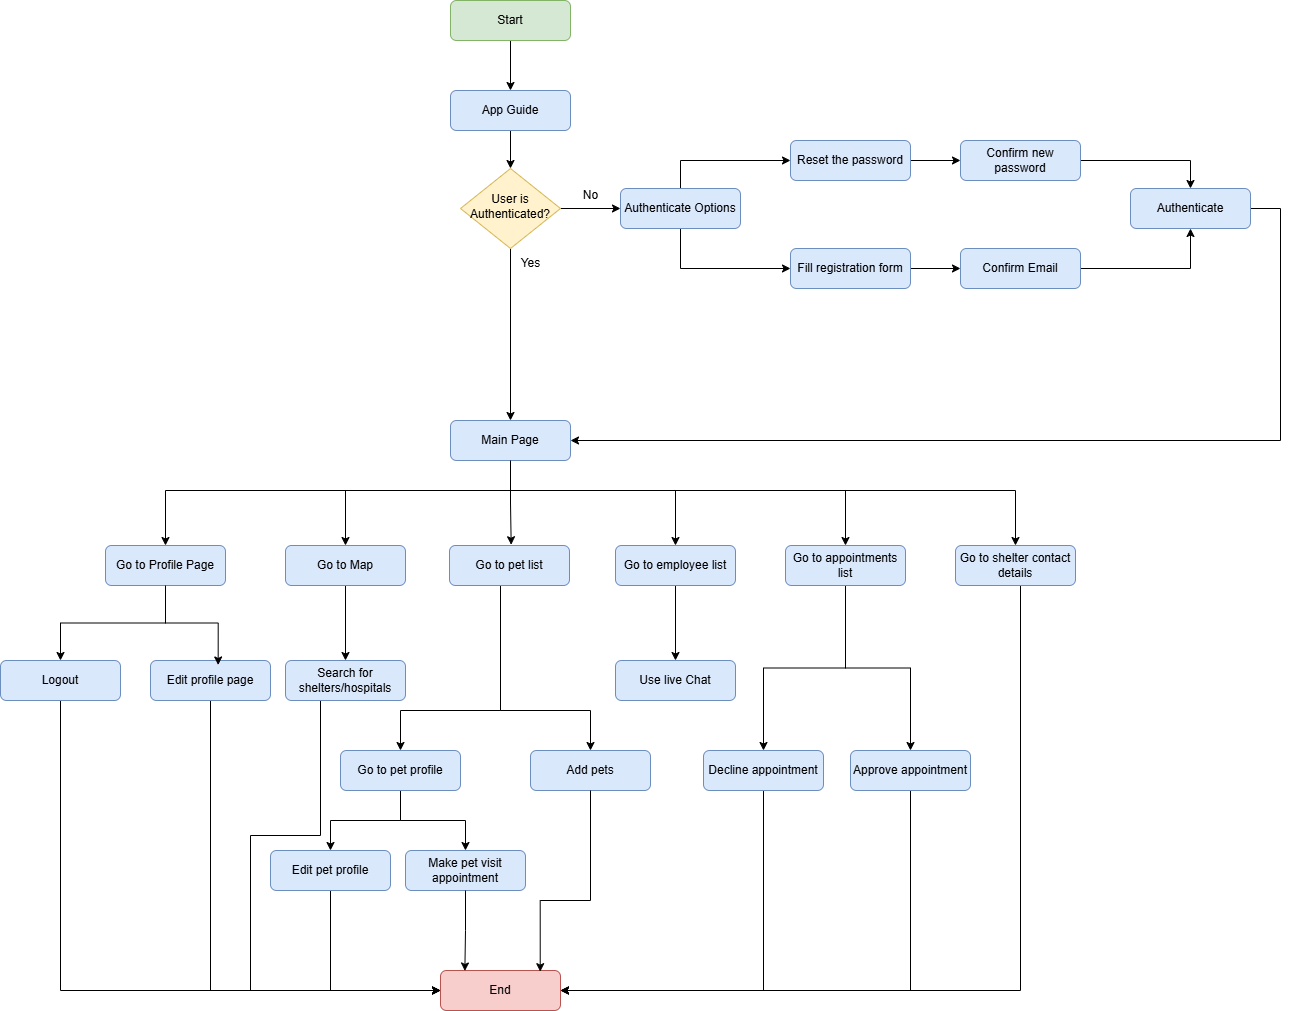 Start
App Guide
User is
Authenticated?
No
Yes
Authenticate Options
Reset the password
Confirm new
password
Authenticate
Fill registration form
Confirm Email
Main Page
Go to Profile Page
Go to Map
Go to pet list
Go to employee list
Go to appointments
list
Go to shelter contact
details
Logout
Edit profile page
Search for
shelters/hospitals
Use live Chat
Go to pet profile
Add pets
Decline appointment
Approve appointment
Edit pet profile
Make pet visit
appointment
End